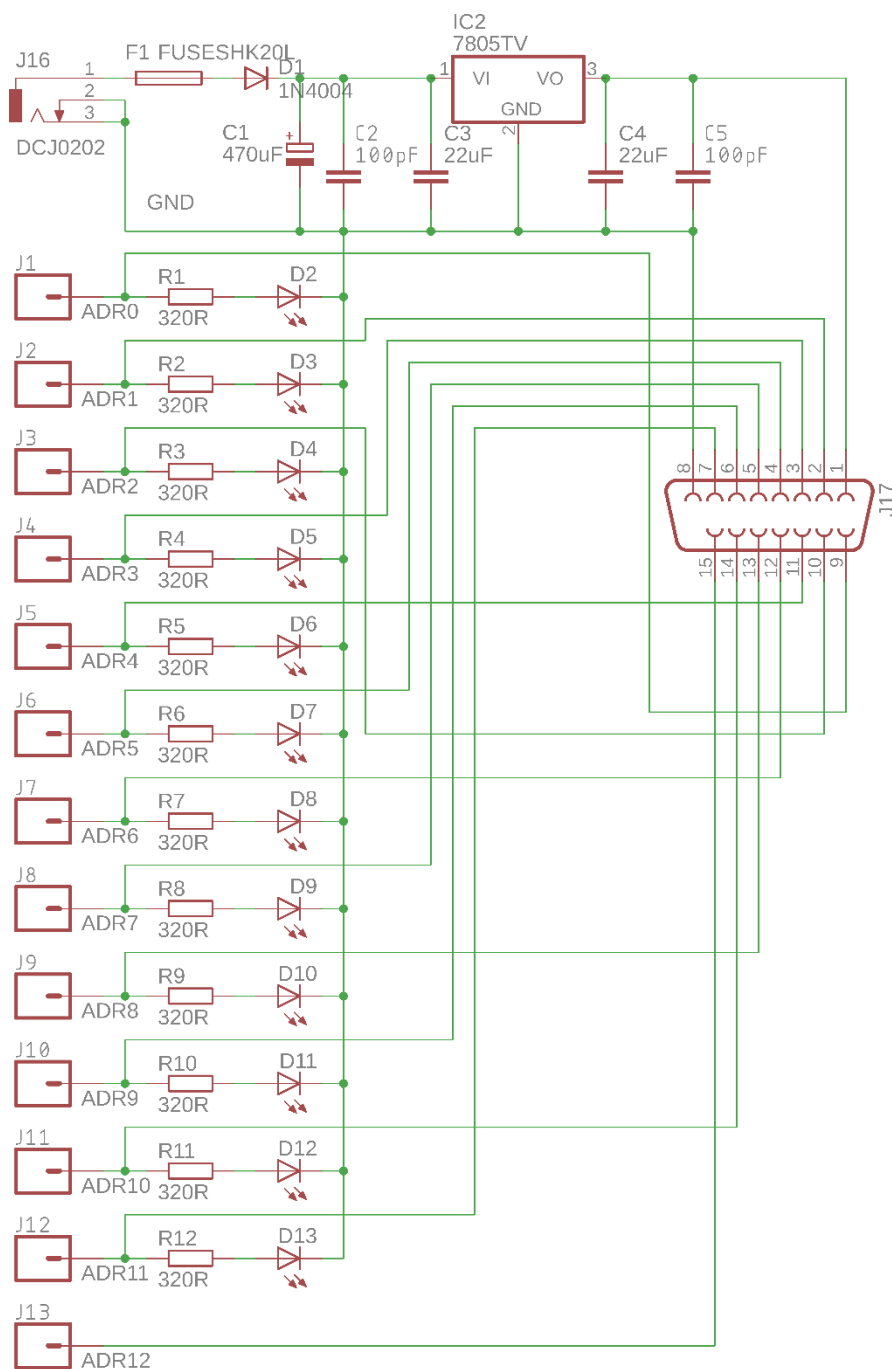 IC2
7805TV
J16
F1 FUSESHK20L
D1
1N4004
1
2
3
DCJ0202
1
VI
VO
3
GND
2
C1
470uF
+
C2
100pF
C3
22uF
C4
22uF
C5
100pF
GND
J1
ADR0
R1
320R
D2
J2
ADR1
R2
320R
D3
J3
ADR2
R3
320R
D4
J4
ADR3
R4
320R
D5
J5
ADR4
R5
320R
D6
J6
ADR5
R6
320R
D7
J7
ADR6
R7
320R
D8
J8
ADR7
R8
320R
D9
J9
ADR8
R9
320R
D10
J10
ADR9
R10
320R
D11
J11
ADR10
R11
320R
D12
J12
ADR11
R12
320R
D13
J13
ADR12
8 7 6 5 4 3 2 1
J17
15 14 13 12 11 10 9